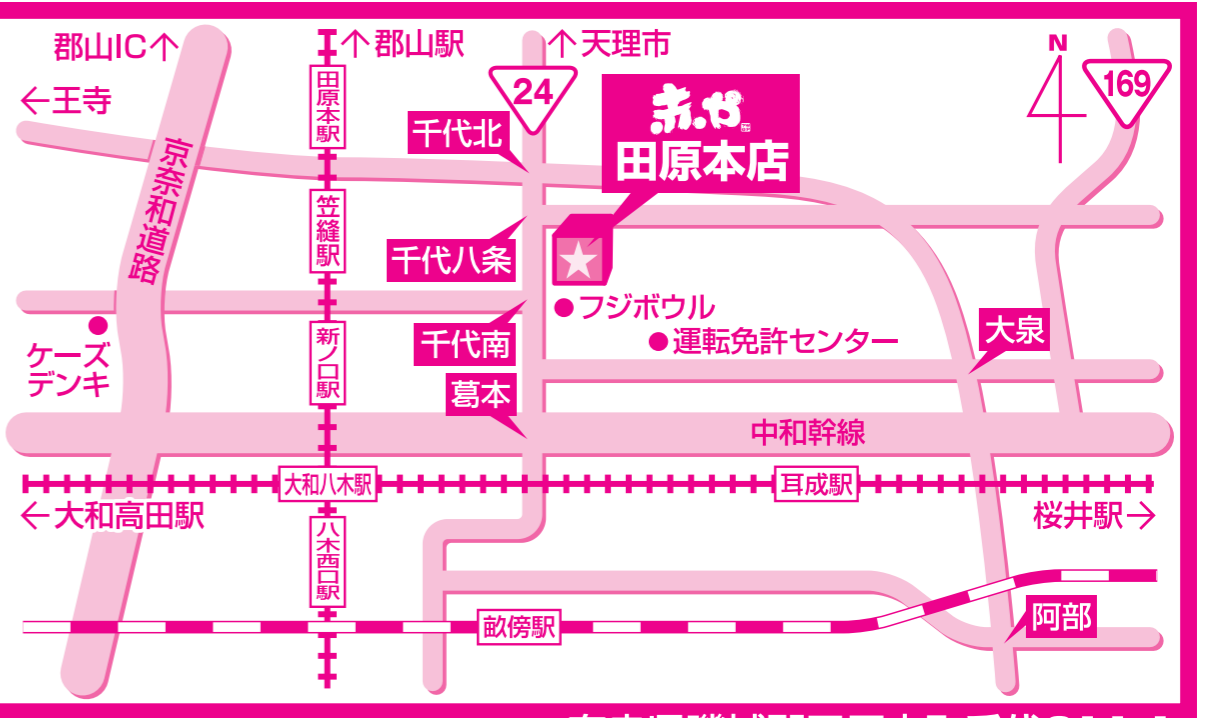 郡山IC↑
↑郡山駅
↑天理市
N
←王寺
24
169
赤や
田原本店
田原本駅
千代北
京奈和道路
笠縫駅
千代八条
●フジボウル
●運転免許センター
大泉
●
ケーズ
デンキ
新ノ口駅
千代南
葛本
中和幹線
大和八木駅
耳成駅
←大和高田駅
桜井駅→
八木西口駅
畝傍駅
阿部